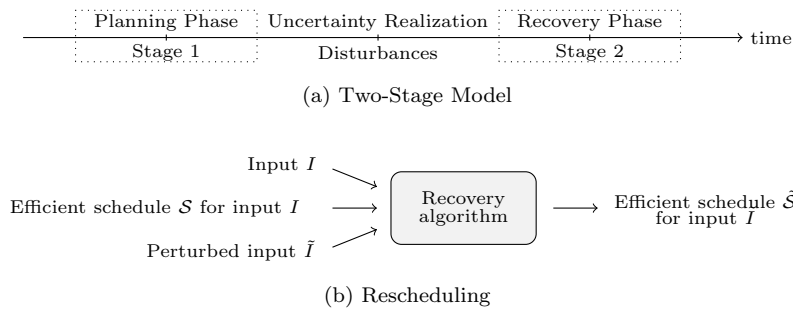 Planning Phase Uncertainty Realization Recovery Phase
Stage 1 Disturbances Stage 2 time
(a) Two-Stage Model
Input I
Efficient schedule S for input I
Perturbed input Ĩ
Recovery
algorithm
Efficient schedule S̃
for input Ĩ
(b) Rescheduling